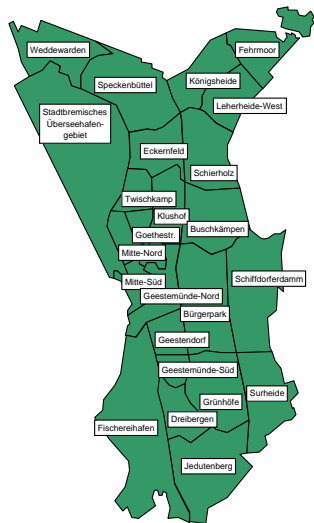 Weddewarden
Fehrmoor
Speckenbüttel
Königsheide
Leherheide-West
Stadtbremisches
Überseehafen-
gebiet
Eckernfeld
Schierholz
Twischkamp
Klushof
Buschkämpen
Goethestr.
Mitte-Nord
Mitte-Süd
Schiffdorferdamm
Geestemünde-Nord
Bürgerpark
Geestendorf
Geestemünde-Süd
Surheide
Grünhöfe
Dreibergen
Fischereihafen
Jedutenberg